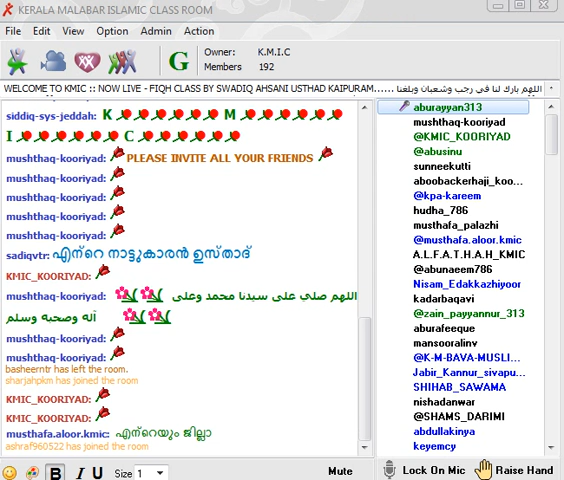 KERALA MALABAR ISLAMIC CLASS ROOM
File Edit View Option Admin Action
G Owner: K.M.I.C
Members 192
WELCOME TO KMIC :: NOW LIVE - FIQH CLASS BY SWADIQ AHSANI USTHAD KAIPURAM...... اللهم بارك لنا في رجب وشعبان وبلغنا
siddiq-sys-jeddah: K M
I C
mushthaq-kooriyad: PLEASE INVITE ALL YOUR FRIENDS
mushthaq-kooriyad:
mushthaq-kooriyad:
mushthaq-kooriyad:
mushthaq-kooriyad:
sadiqvtr: എന്റെ നാട്ടുകാരൻ ഉസ്താദ്
KMIC_KOORIYAD:
mushthaq-kooriyad: اللهم صلي على سيدنا محمد وعلى
آله وصحبه وسلم
mushthaq-kooriyad:
mushthaq-kooriyad:
basheerntr has left the room.
sharjahpkm has joined the room
KMIC_KOORIYAD:
KMIC_KOORIYAD:
musthafa.aloor.kmic: എന്റെയും ജില്ലാ
ashraf960522 has joined the room
aburayyan313
mushthaq-kooriyad
@KMIC_KOORIYAD
@abusinu
sunneekutti
aboobackerhaji_koo...
@kpa-kareem
hudha_786
musthafa_palazhi
@musthafa.aloor.kmic
A.L.F.A.T.H.A.H_KMIC
@abunaeem786
Nisam_Edakkazhiyoor
kadarbaqavi
@zain_payyannur_313
aburafeeque
mansooralinv
@K-M-BAVA-MUSLI...
Jabir_Kannur_sivapu...
SHIHAB_SAWAMA
nishadanwar
@SHAMS_DARIMI
abdullakinya
keyemcy
B I U Size 1 Mute Lock On Mic Raise Hand